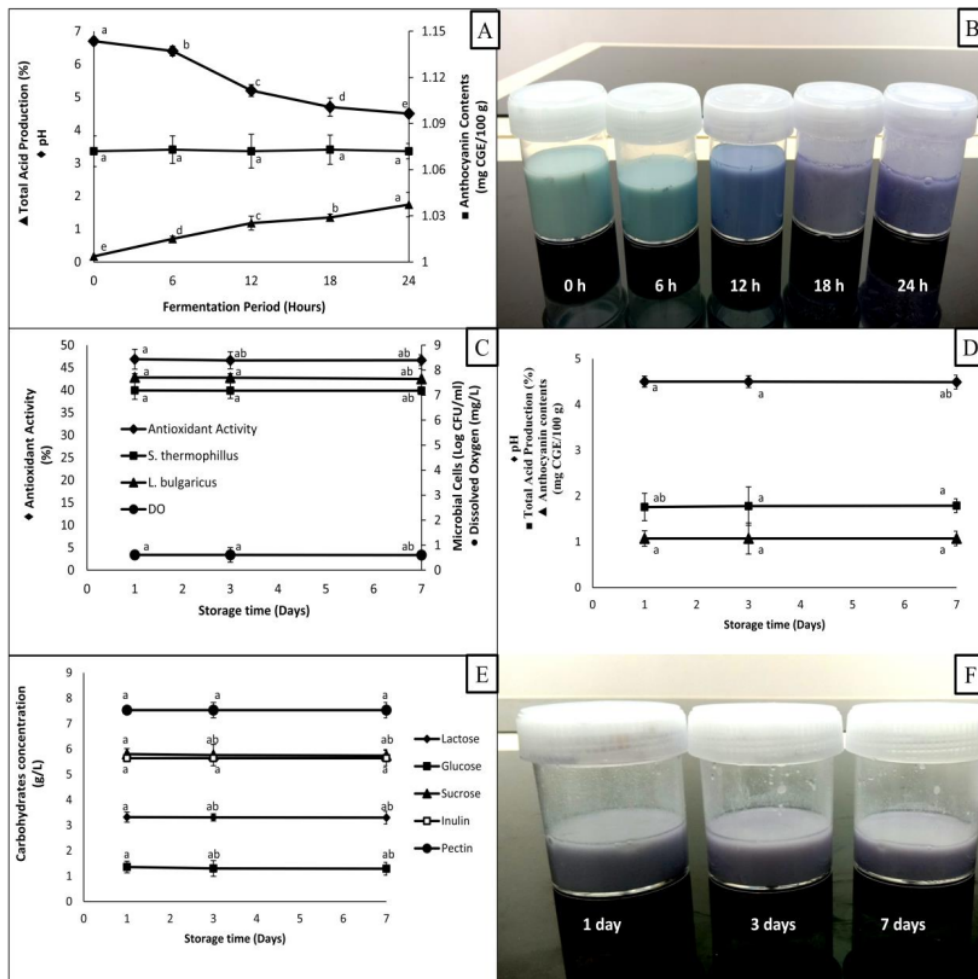 A
▲ Total Acid Production (%)
◆ pH
7
6
5
4
3
2
1
0
1.15
1.12
1.09
1.06
1.03
1
■ Anthocyanin Contents
(mg CGE/100 g)
a
b
c
d
e
a
a
a
a
a
e
d
c
b
a
0
6
12
18
24
Fermentation Period (Hours)
B
0 h
6 h
12 h
18 h
24 h
C
◆ Antioxidant Activity
(%)
50
45
40
35
30
25
20
15
10
5
0
9
8
7
6
5
4
3
2
1
0
Microbial Cells (Log CFU/ml)
● Dissolved Oxygen (mg/L)
a
ab
ab
a
a
ab
a
a
ab
Antioxidant Activity
S. thermophillus
L. bulgaricus
DO
a
a
ab
0
1
2
3
4
5
6
7
Storage time (Days)
D
◆ pH
■ Total Acid Production (%)
▲ Anthocyanin contents
(mg CGE/100 g)
5
4
3
2
1
0
a
a
ab
ab
a
a
a
a
a
0
1
2
3
4
5
6
7
Storage time (Days)
E
Carbohydrates concentration
(g/L)
9
8
7
6
5
4
3
2
1
0
a
a
a
a
ab
ab
a
a
a
a
ab
ab
a
ab
ab
Lactose
Glucose
Sucrose
Inulin
Pectin
0
1
2
3
4
5
6
7
Storage time (Days)
F
1 day
3 days
7 days